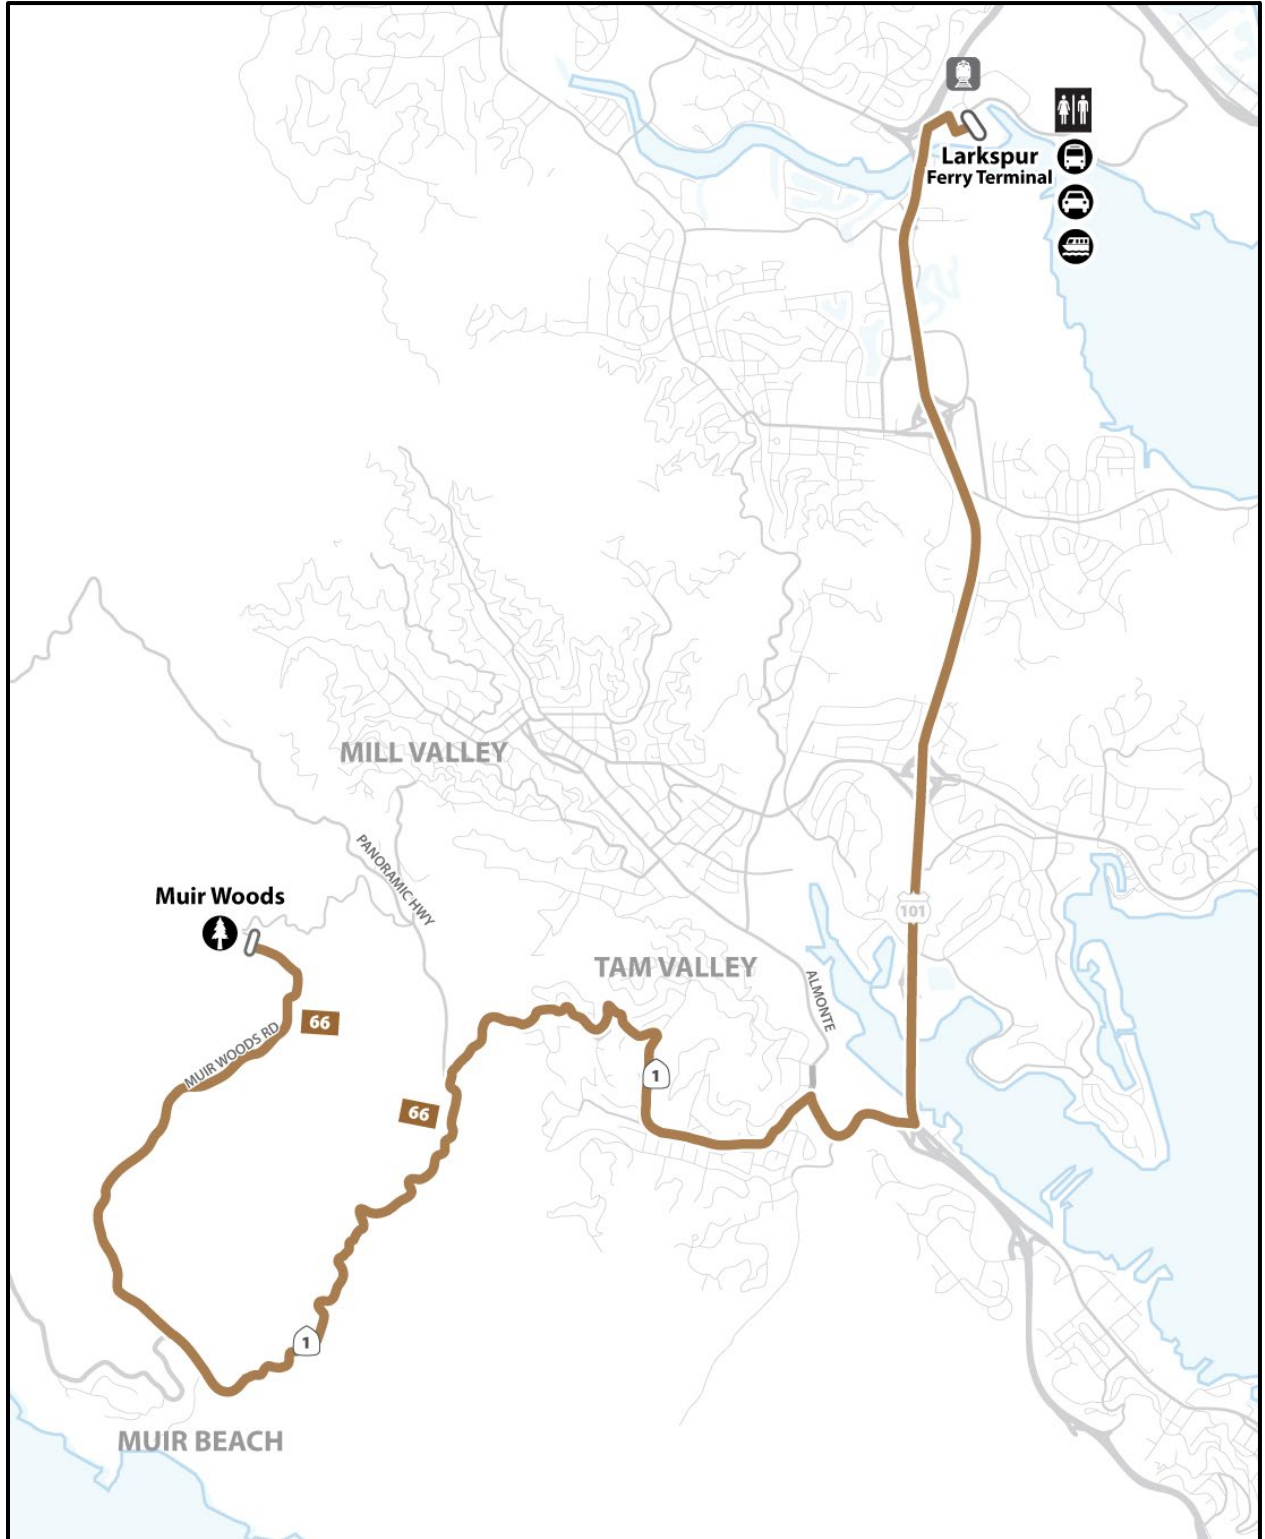 Larkspur
Ferry Terminal
MILL VALLEY
PANORAMIC HWY
Muir Woods
101
TAM VALLEY
ALMONTE
66
MUIR WOODS RD
1
66
1
MUIR BEACH